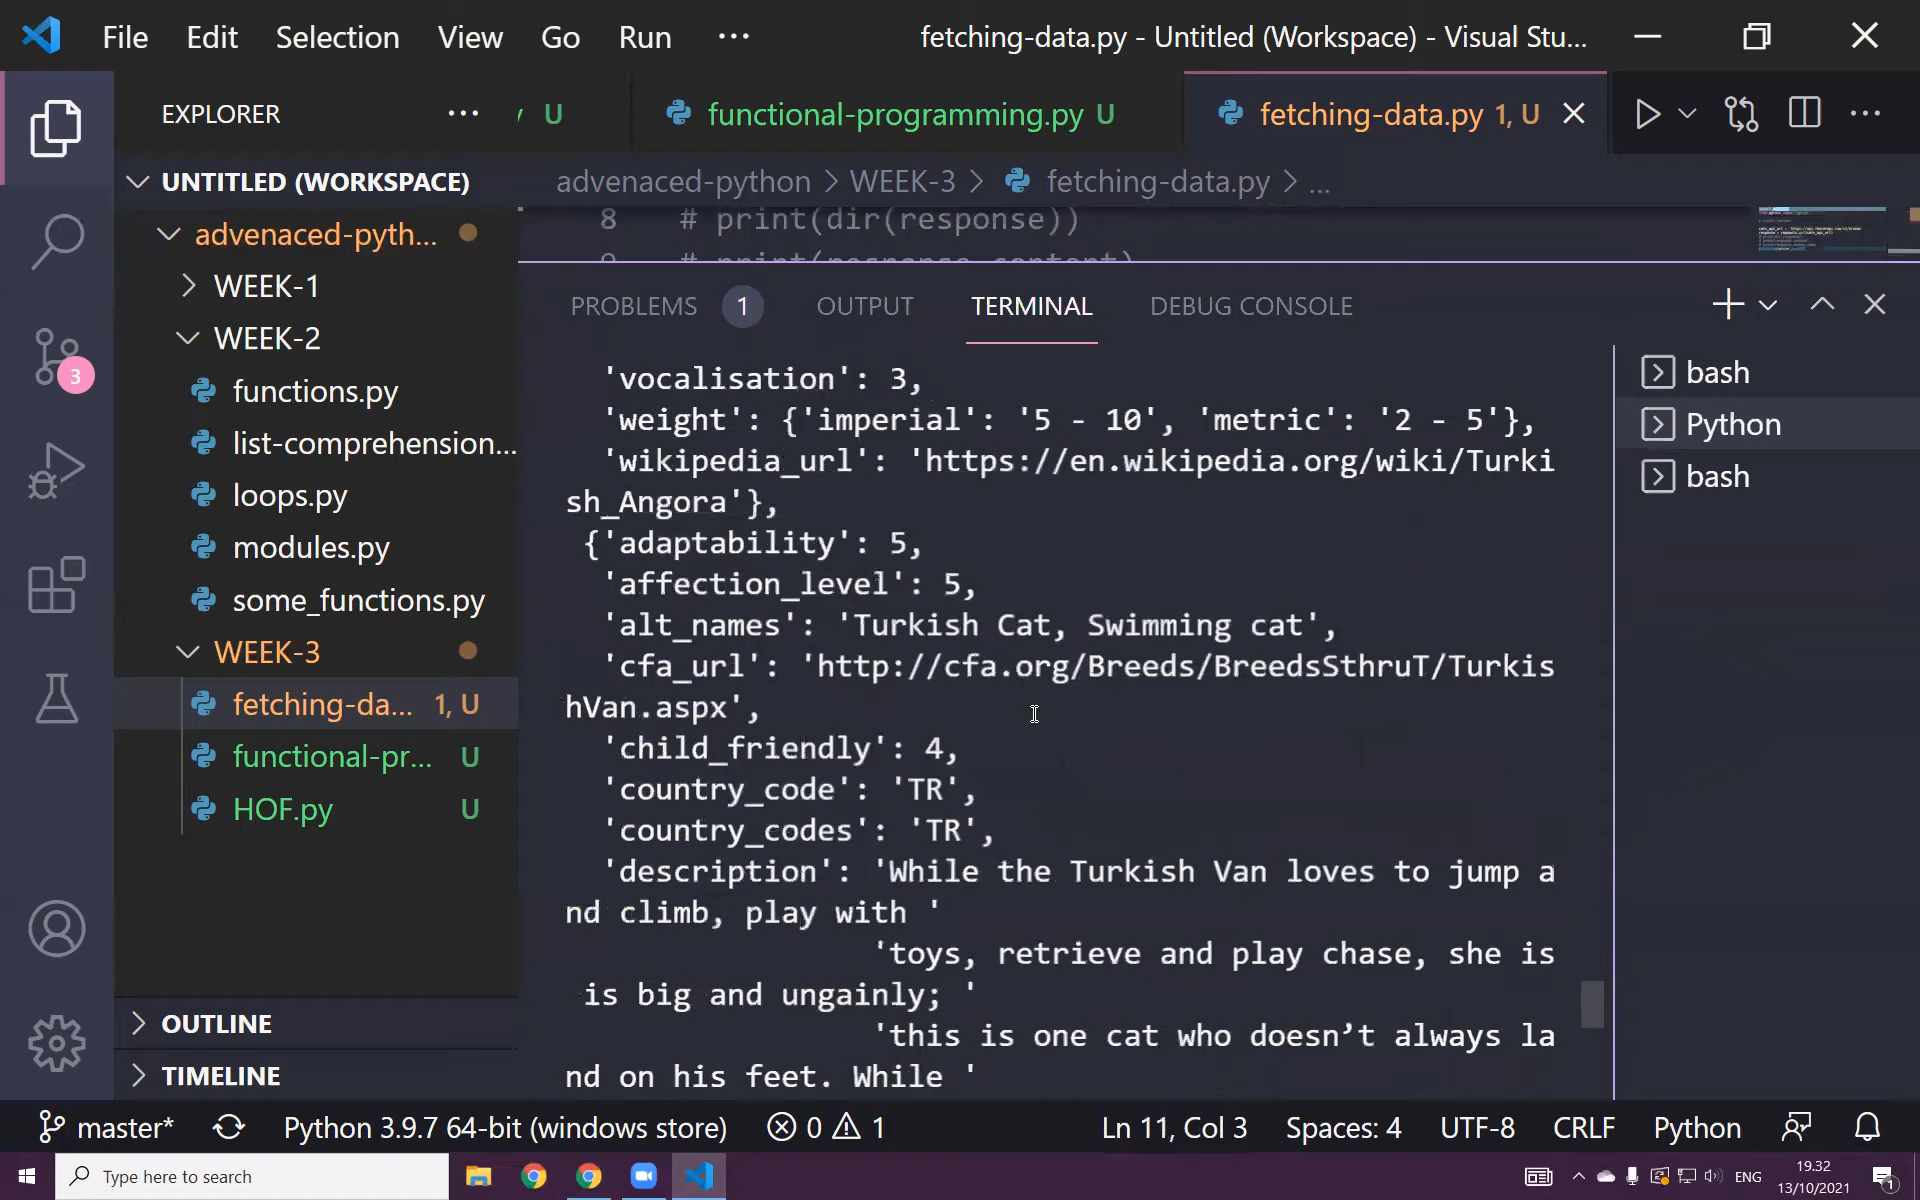 File Edit Selection View Go Run ··· fetching-data.py - Untitled (Workspace) - Visual Stu...
EXPLORER ··· U functional-programming.py U fetching-data.py 1, U
UNTITLED (WORKSPACE) advenaced-python > WEEK-3 > fetching-data.py > ...
advenaced-pyth...
WEEK-1
WEEK-2
functions.py
list-comprehension...
loops.py
modules.py
some_functions.py
WEEK-3
fetching-da... 1, U
functional-pr... U
HOF.py U
OUTLINE
TIMELINE
8 # print(dir(response))
9 # print(response.content)
PROBLEMS 1 OUTPUT TERMINAL DEBUG CONSOLE
'vocalisation': 3,
'weight': {'imperial': '5 - 10', 'metric': '2 - 5'},
'wikipedia_url': 'https://en.wikipedia.org/wiki/Turki
sh_Angora'},
{'adaptability': 5,
'affection_level': 5,
'alt_names': 'Turkish Cat, Swimming cat',
'cfa_url': 'http://cfa.org/Breeds/BreedsSthruT/Turkis
hVan.aspx',
'child_friendly': 4,
'country_code': 'TR',
'country_codes': 'TR',
'description': 'While the Turkish Van loves to jump a
nd climb, play with '
'toys, retrieve and play chase, she is
is big and ungainly; '
'this is one cat who doesn’t always la
nd on his feet. While '
bash
Python
bash
3
master* Python 3.9.7 64-bit (windows store) 0 1 Ln 11, Col 3 Spaces: 4 UTF-8 CRLF Python
Type here to search ENG 19.32
13/10/2021 1